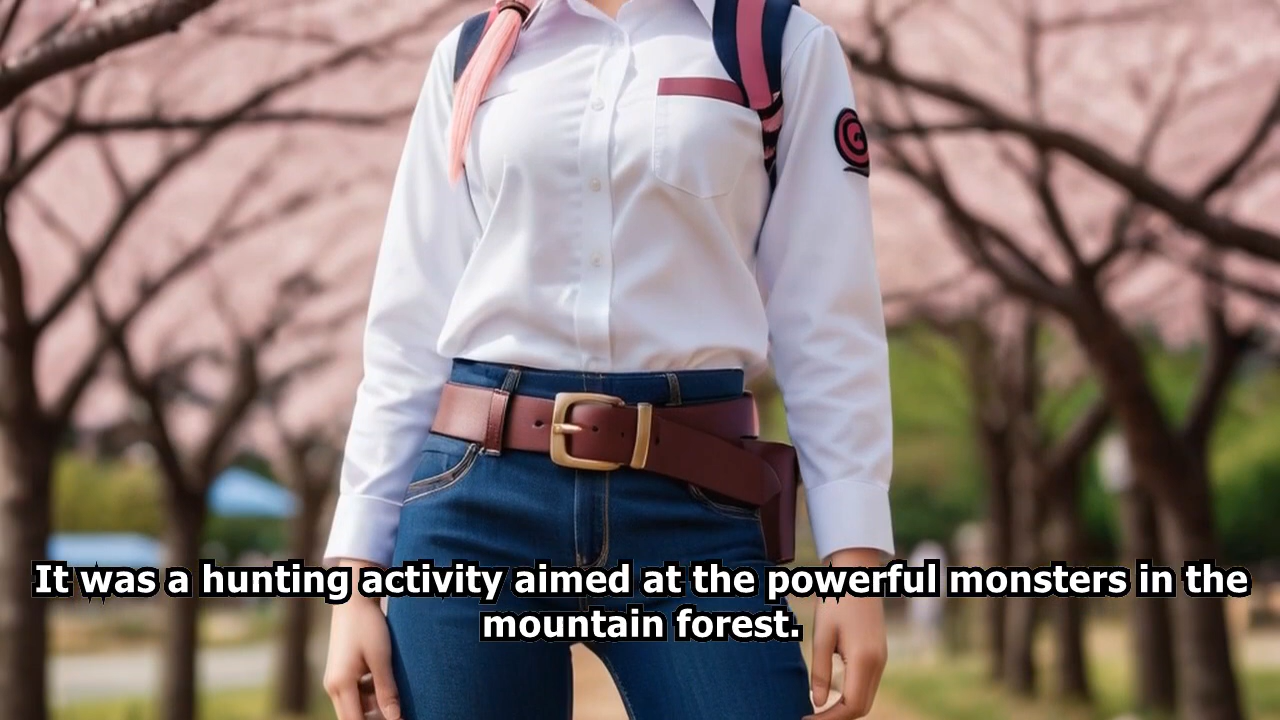 It was a hunting activity aimed at the powerful monsters in the
mountain forest.